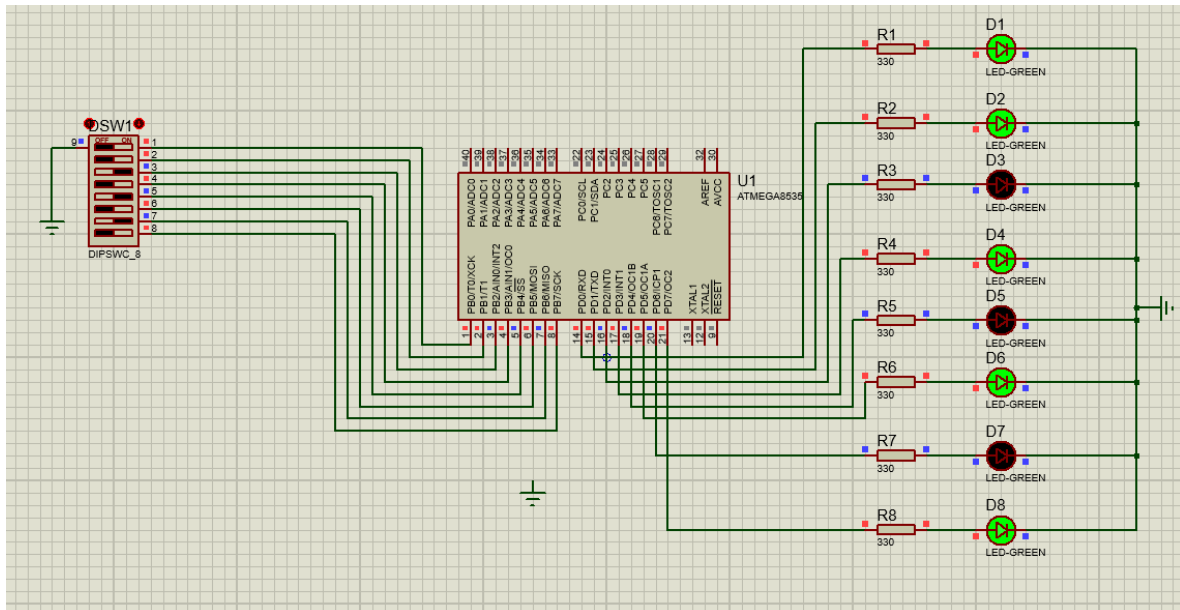 DSW1
OFF ON
9
1
2
3
4
5
6
7
8
DIPSWC_8
40
39
38
37
36
35
34
33
22
23
24
25
26
27
28
29
32
30
PA0/ADC0
PA1/ADC1
PA2/ADC2
PA3/ADC3
PA4/ADC4
PA5/ADC5
PA6/ADC6
PA7/ADC7
PC0/SCL
PC1/SDA
PC2
PC3
PC4
PC5
PC6/TOSC1
PC7/TOSC2
AREF
AVCC
U1
ATMEGA8535
PB0/T0/XCK
PB1/T1
PB2/AIN0/INT2
PB3/AIN1/OC0
PB4/SS
PB5/MOSI
PB6/MISO
PB7/SCK
PD0/RXD
PD1/TXD
PD2/INT0
PD3/INT1
PD4/OC1B
PD5/OC1A
PD6/ICP1
PD7/OC2
XTAL1
XTAL2
RESET
1
2
3
4
5
6
7
8
14
15
16
17
18
19
20
21
13
12
9
R1
330
D1
LED-GREEN
R2
330
D2
LED-GREEN
R3
330
D3
LED-GREEN
R4
330
D4
LED-GREEN
R5
330
D5
LED-GREEN
R6
330
D6
LED-GREEN
R7
330
D7
LED-GREEN
R8
330
D8
LED-GREEN